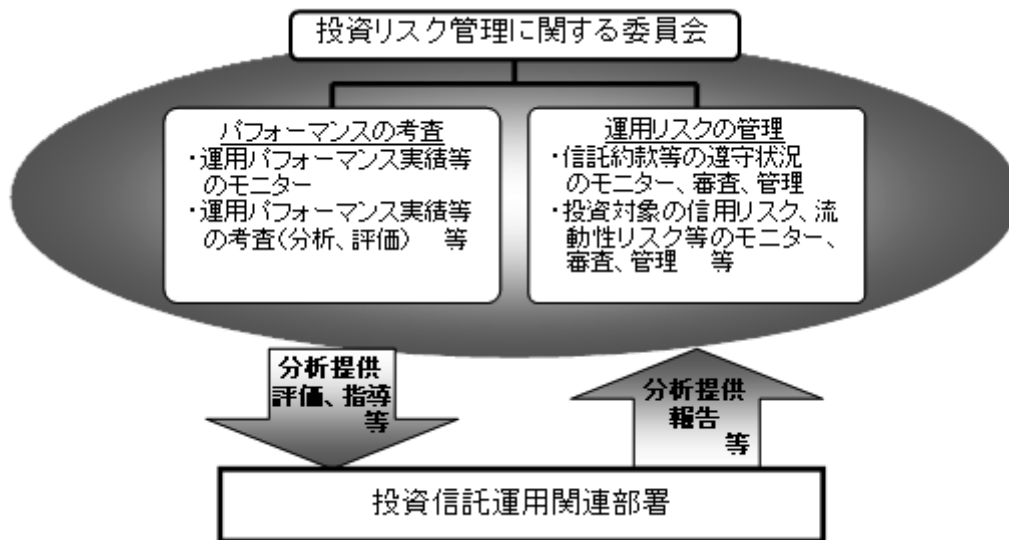 投資リスク管理に関する委員会
パフォーマンスの考査
・運用パフォーマンス実績等
のモニター
・運用パフォーマンス実績等
の考査(分析、評価) 等
運用リスクの管理
・信託約款等の遵守状況
のモニター、審査、管理
・投資対象の信用リスク、流
動性リスク等のモニター、
審査、管理 等
分析提供
評価、指導
等
分析提供
報告
等
投資信託運用関連部署